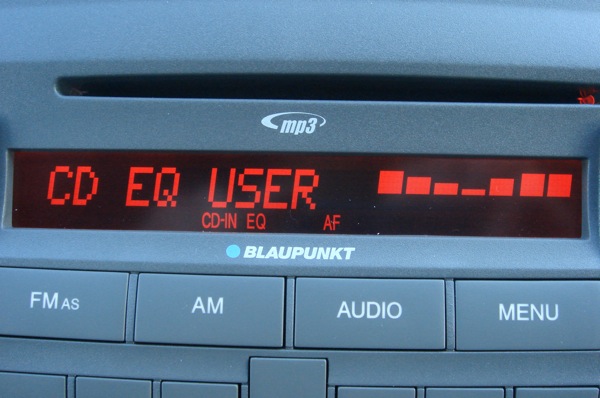 mp3
CD EQ USER
CD-IN EQ AF
BLAUPUNKT
FM AS AM AUDIO MENU